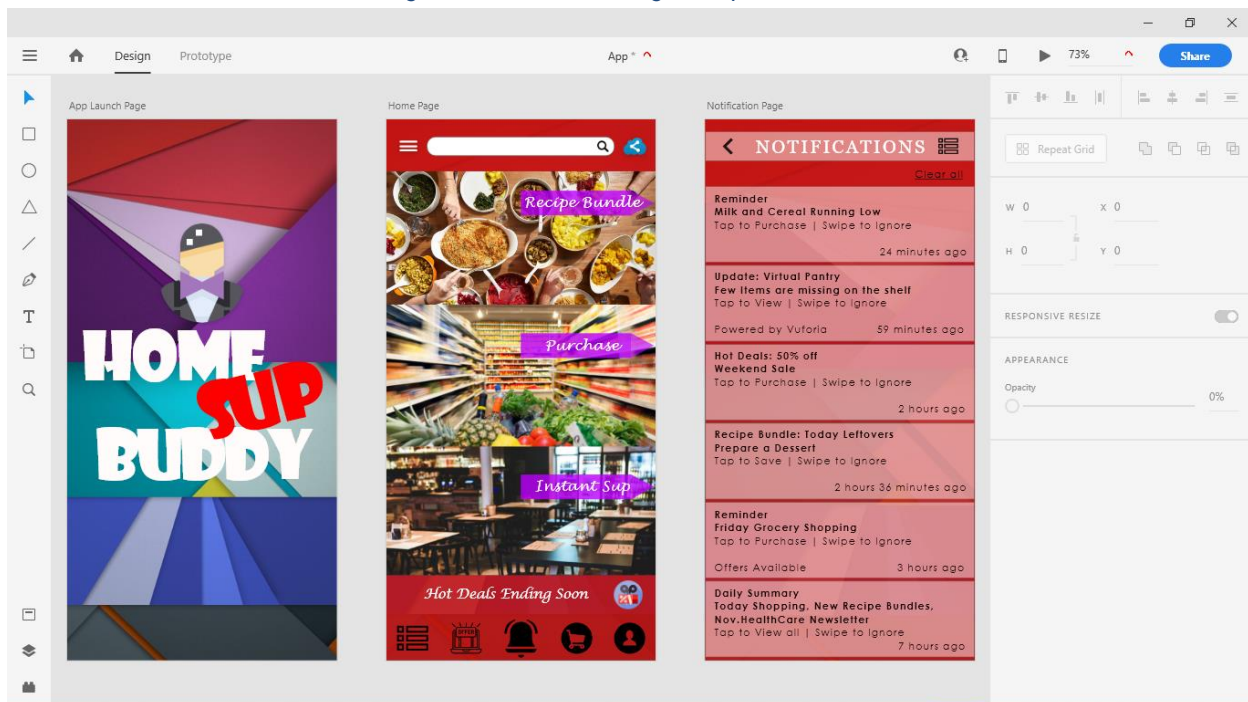 Design Prototype App * 73% Share
App Launch Page
HOME
SUP
BUDDY
Home Page
Recipe Bundle
Purchase
Instant Sup
Hot Deals Ending Soon
OFFER
Notification Page
NOTIFICATIONS
Clear all
Reminder
Milk and Cereal Running Low
Tap to Purchase | Swipe to Ignore
24 minutes ago
Update: Virtual Pantry
Few Items are missing on the shelf
Tap to View | Swipe to Ignore
Powered by Vuforia 59 minutes ago
Hot Deals: 50% off
Weekend Sale
Tap to Purchase | Swipe to Ignore
2 hours ago
Recipe Bundle: Today Leftovers
Prepare a Dessert
Tap to Save | Swipe to Ignore
2 hours 36 minutes ago
Reminder
Friday Grocery Shopping
Tap to Purchase | Swipe to Ignore
Offers Available 3 hours ago
Daily Summary
Today Shopping, New Recipe Bundles,
Nov.HealthCare Newsletter
Tap to View all | Swipe to Ignore
7 hours ago
Repeat Grid
W 0 X 0
H 0 Y 0
RESPONSIVE RESIZE
APPEARANCE
Opacity
0%